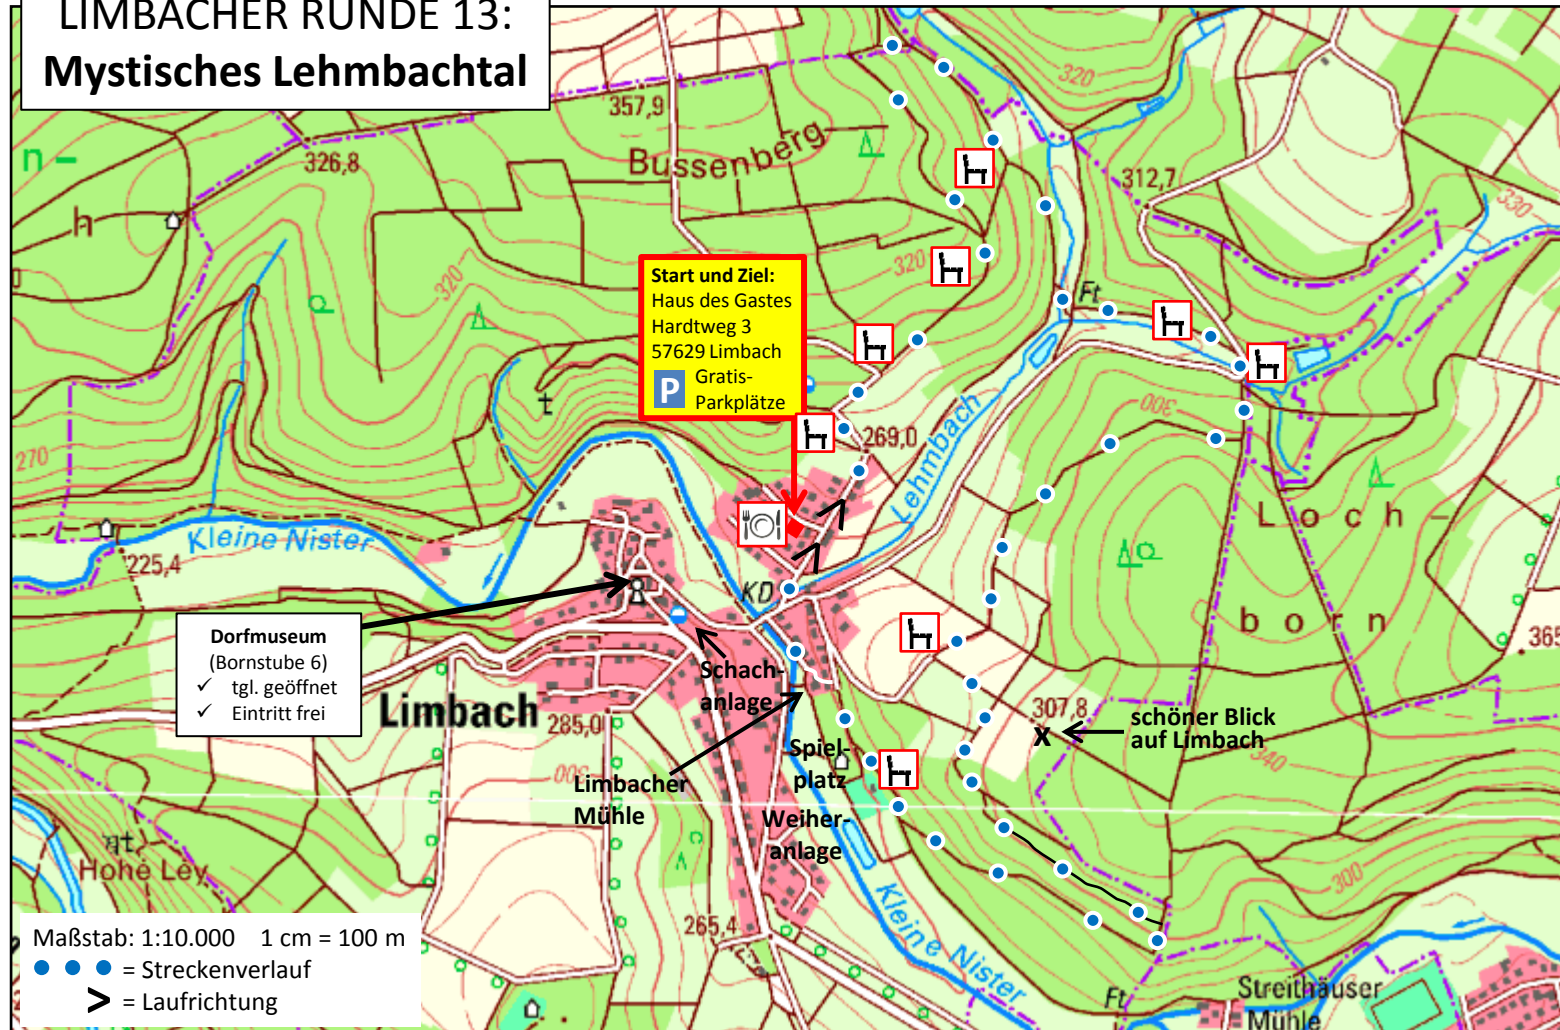 LIMBACHER RUNDE 13:
Mystisches Lehmbachtal
357,9
326,8
Bussenberg
320
312,7
330
n-
h
320
320
Start und Ziel:
Haus des Gastes
Hardtweg 3
57629 Limbach
P Gratis-
Parkplätze
Ft
300
269,0
Lehmbach
270
Kleine Nister
225,4
KD
Loch-
born
365
Dorfmuseum
(Bornstube 6)
✓ tgl. geöffnet
✓ Eintritt frei
Limbach
285,0
300
Schach-
anlage
Limbacher
Mühle
Spiel-
platz
Weiher-
anlage
307,8
x
schöner Blick
auf Limbach
340
300
Hohe Ley
265,4
Kleine Nister
Ft
Streithäuser
Mühle
Maßstab: 1:10.000 1 cm = 100 m
= Streckenverlauf
> = Laufrichtung